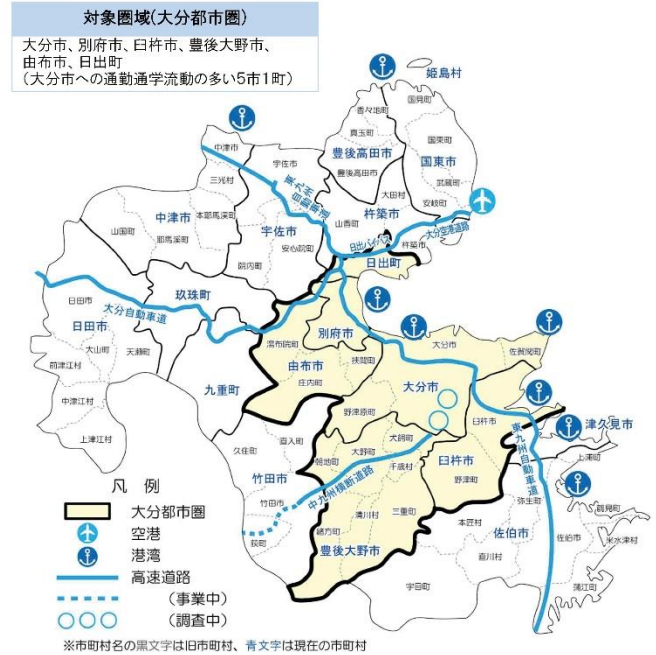 対象圏域(大分都市圏)
大分市、別府市、臼杵市、豊後大野市、
由布市、日出町
(大分市への通勤通学流動の多い5市1町)
姫島村
国見町
香々地町
真玉町
国東町
豊後高田市
国東市
豊後高田市
武蔵町
安岐町
中津市
宇佐市
三光村
東九州自動車道
大田村
杵築市
中津市
本耶馬渓町
山香町
大分空港道路
山国町
耶馬溪町
宇佐市
安心院町
日出バイパス
杵築市
院内町
日出町
玖珠町
日田市
大分自動車道
日田市
別府市
大分市
佐賀関町
大山町
天瀬町
湯布院町
由布市
挾間町
前津江村
九重町
庄内町
大分市
中津江村
野津原町
臼杵市
津久見市
上津江村
直入町
犬飼町
久住町
大野町
朝地町
千歳村
臼杵市
東九州自動車道
上浦町
竹田市
中九州横断道路
野津町
弥生町
竹田市
清川村
三重町
鶴見町
緒方町
本匠村
佐伯市
佐伯市
米水津村
荻町
豊後大野市
直川村
宇目町
蒲江町
凡 例
大分都市圏
空港
港湾
高速道路
(事業中)
(調査中)
※市町村名の黒文字は旧市町村、青文字は現在の市町村